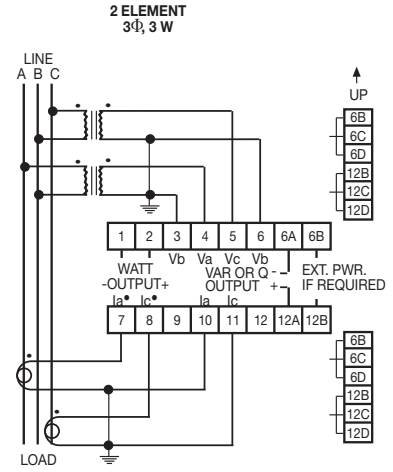 2 ELEMENT
3Φ, 3 W
LINE
A B C
UP
6B
6C
6D
12B
12C
12D
1 2 3 4 5 6 6A 6B
Vb Va Vc Vb
WATT
-OUTPUT+
VAR OR Q -
OUTPUT +
EXT. PWR.
IF REQUIRED
Ia• Ic• Ia Ic
7 8 9 10 11 12 12A 12B
6B
6C
6D
12B
12C
12D
LOAD